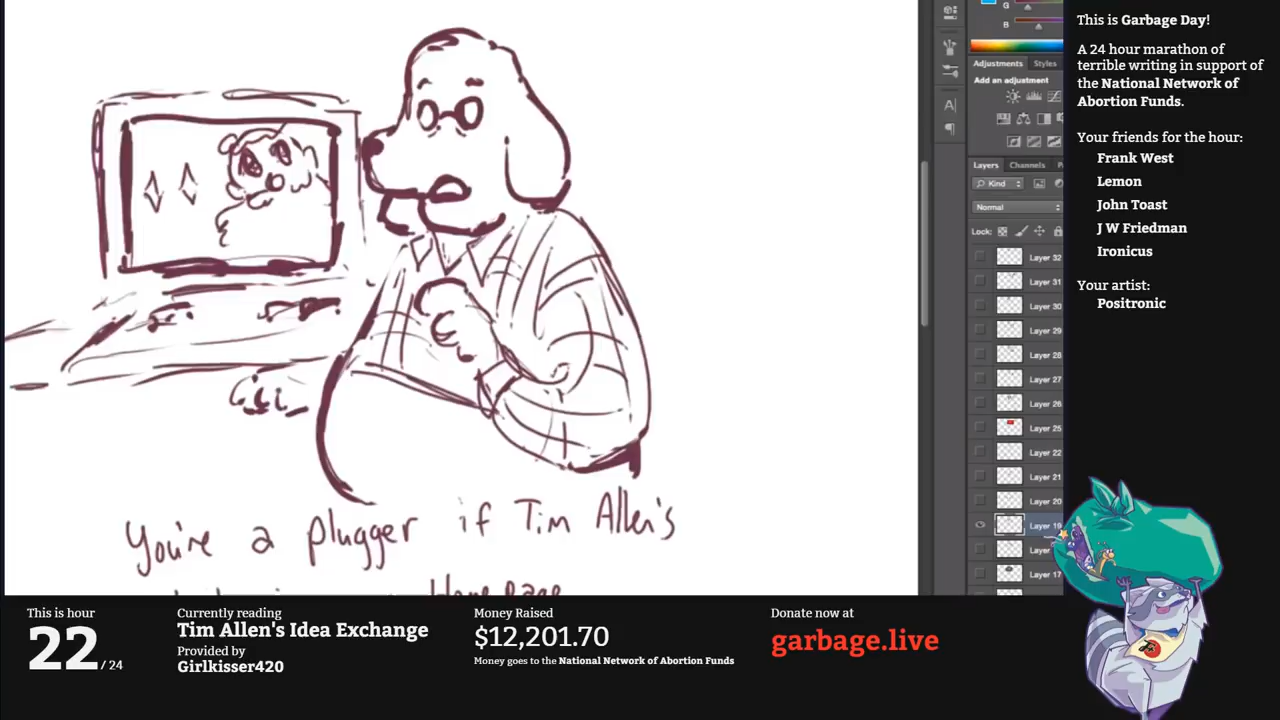 You're a plugger if Tim Allen's
Home page
G
B
Adjustments Styles
Add an adjustment
Layers Channels
Kind
Normal
Lock:
Layer 32
Layer 31
Layer 30
Layer 29
Layer 28
Layer 27
Layer 26
Layer 25
Layer 22
Layer 21
Layer 20
Layer 19
Layer
Layer 17
This is Garbage Day!
A 24 hour marathon of
terrible writing in support of
the National Network of
Abortion Funds.
Your friends for the hour:
Frank West
Lemon
John Toast
J W Friedman
Ironicus
Your artist:
Positronic
This is hour
22 / 24
Currently reading
Tim Allen's Idea Exchange
Provided by
Girlkisser420
Money Raised
$12,201.70
Money goes to the National Network of Abortion Funds
Donate now at
garbage.live